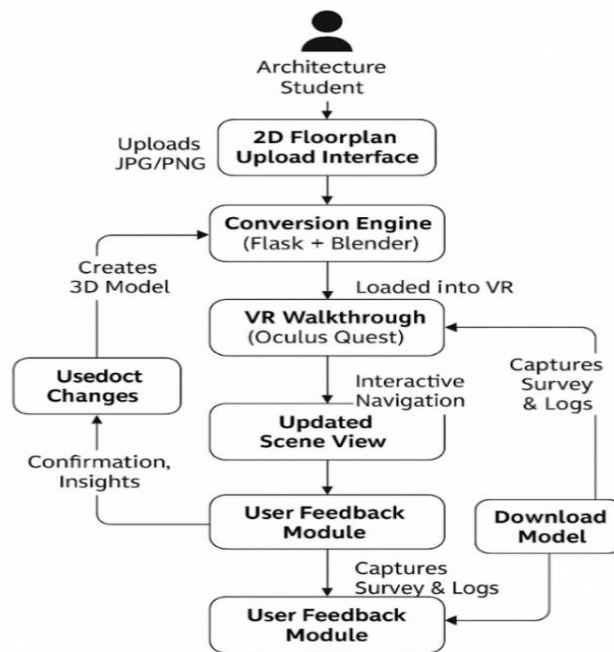 Architecture
Student
Uploads
JPG/PNG
2D Floorplan
Upload Interface
Conversion Engine
(Flask + Blender)
Creates
3D Model
Loaded into VR
VR Walkthrough
(Oculus Quest)
Captures
Survey
& Logs
Usedoct
Changes
Interactive
Navigation
Updated
Scene View
Confirmation,
Insights
User Feedback
Module
Download
Model
Captures
Survey & Logs
User Feedback
Module